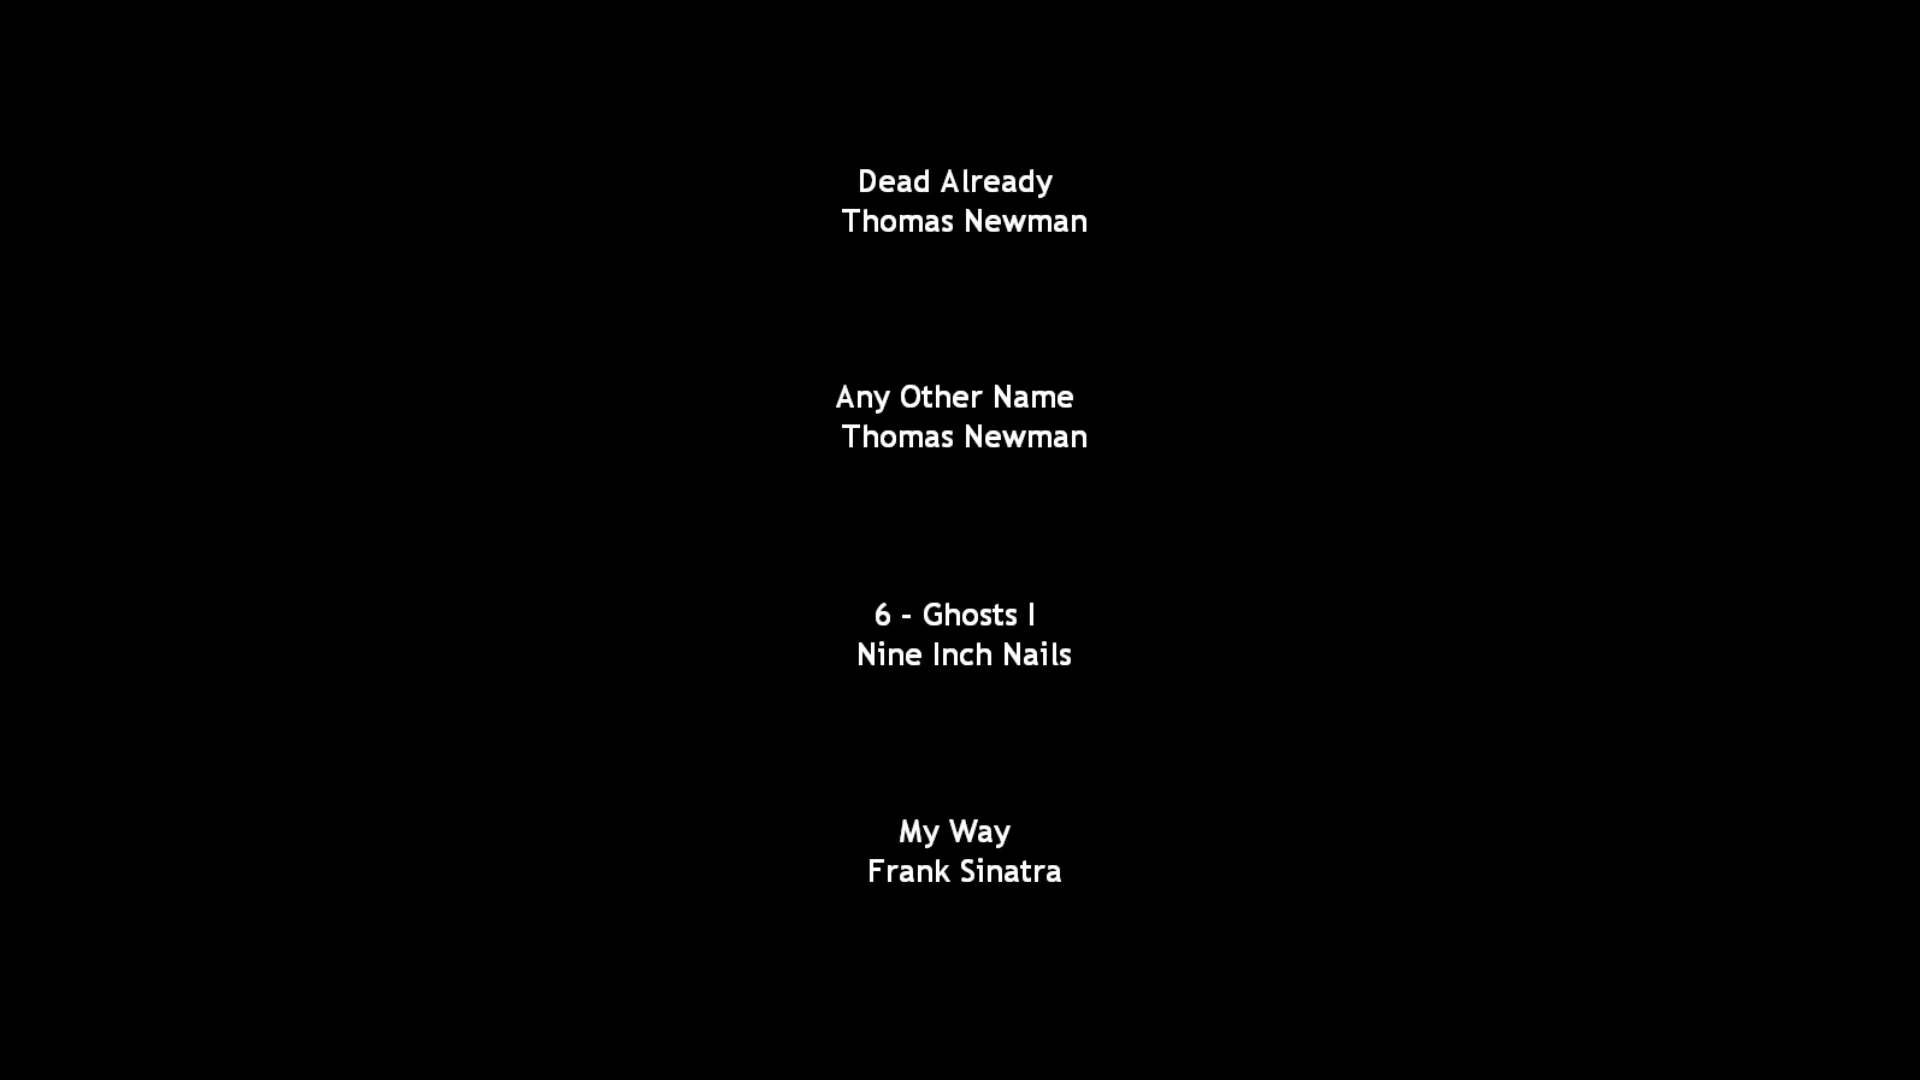 Dead Already
Thomas Newman
Any Other Name
Thomas Newman
6 - Ghosts I
Nine Inch Nails
My Way
Frank Sinatra